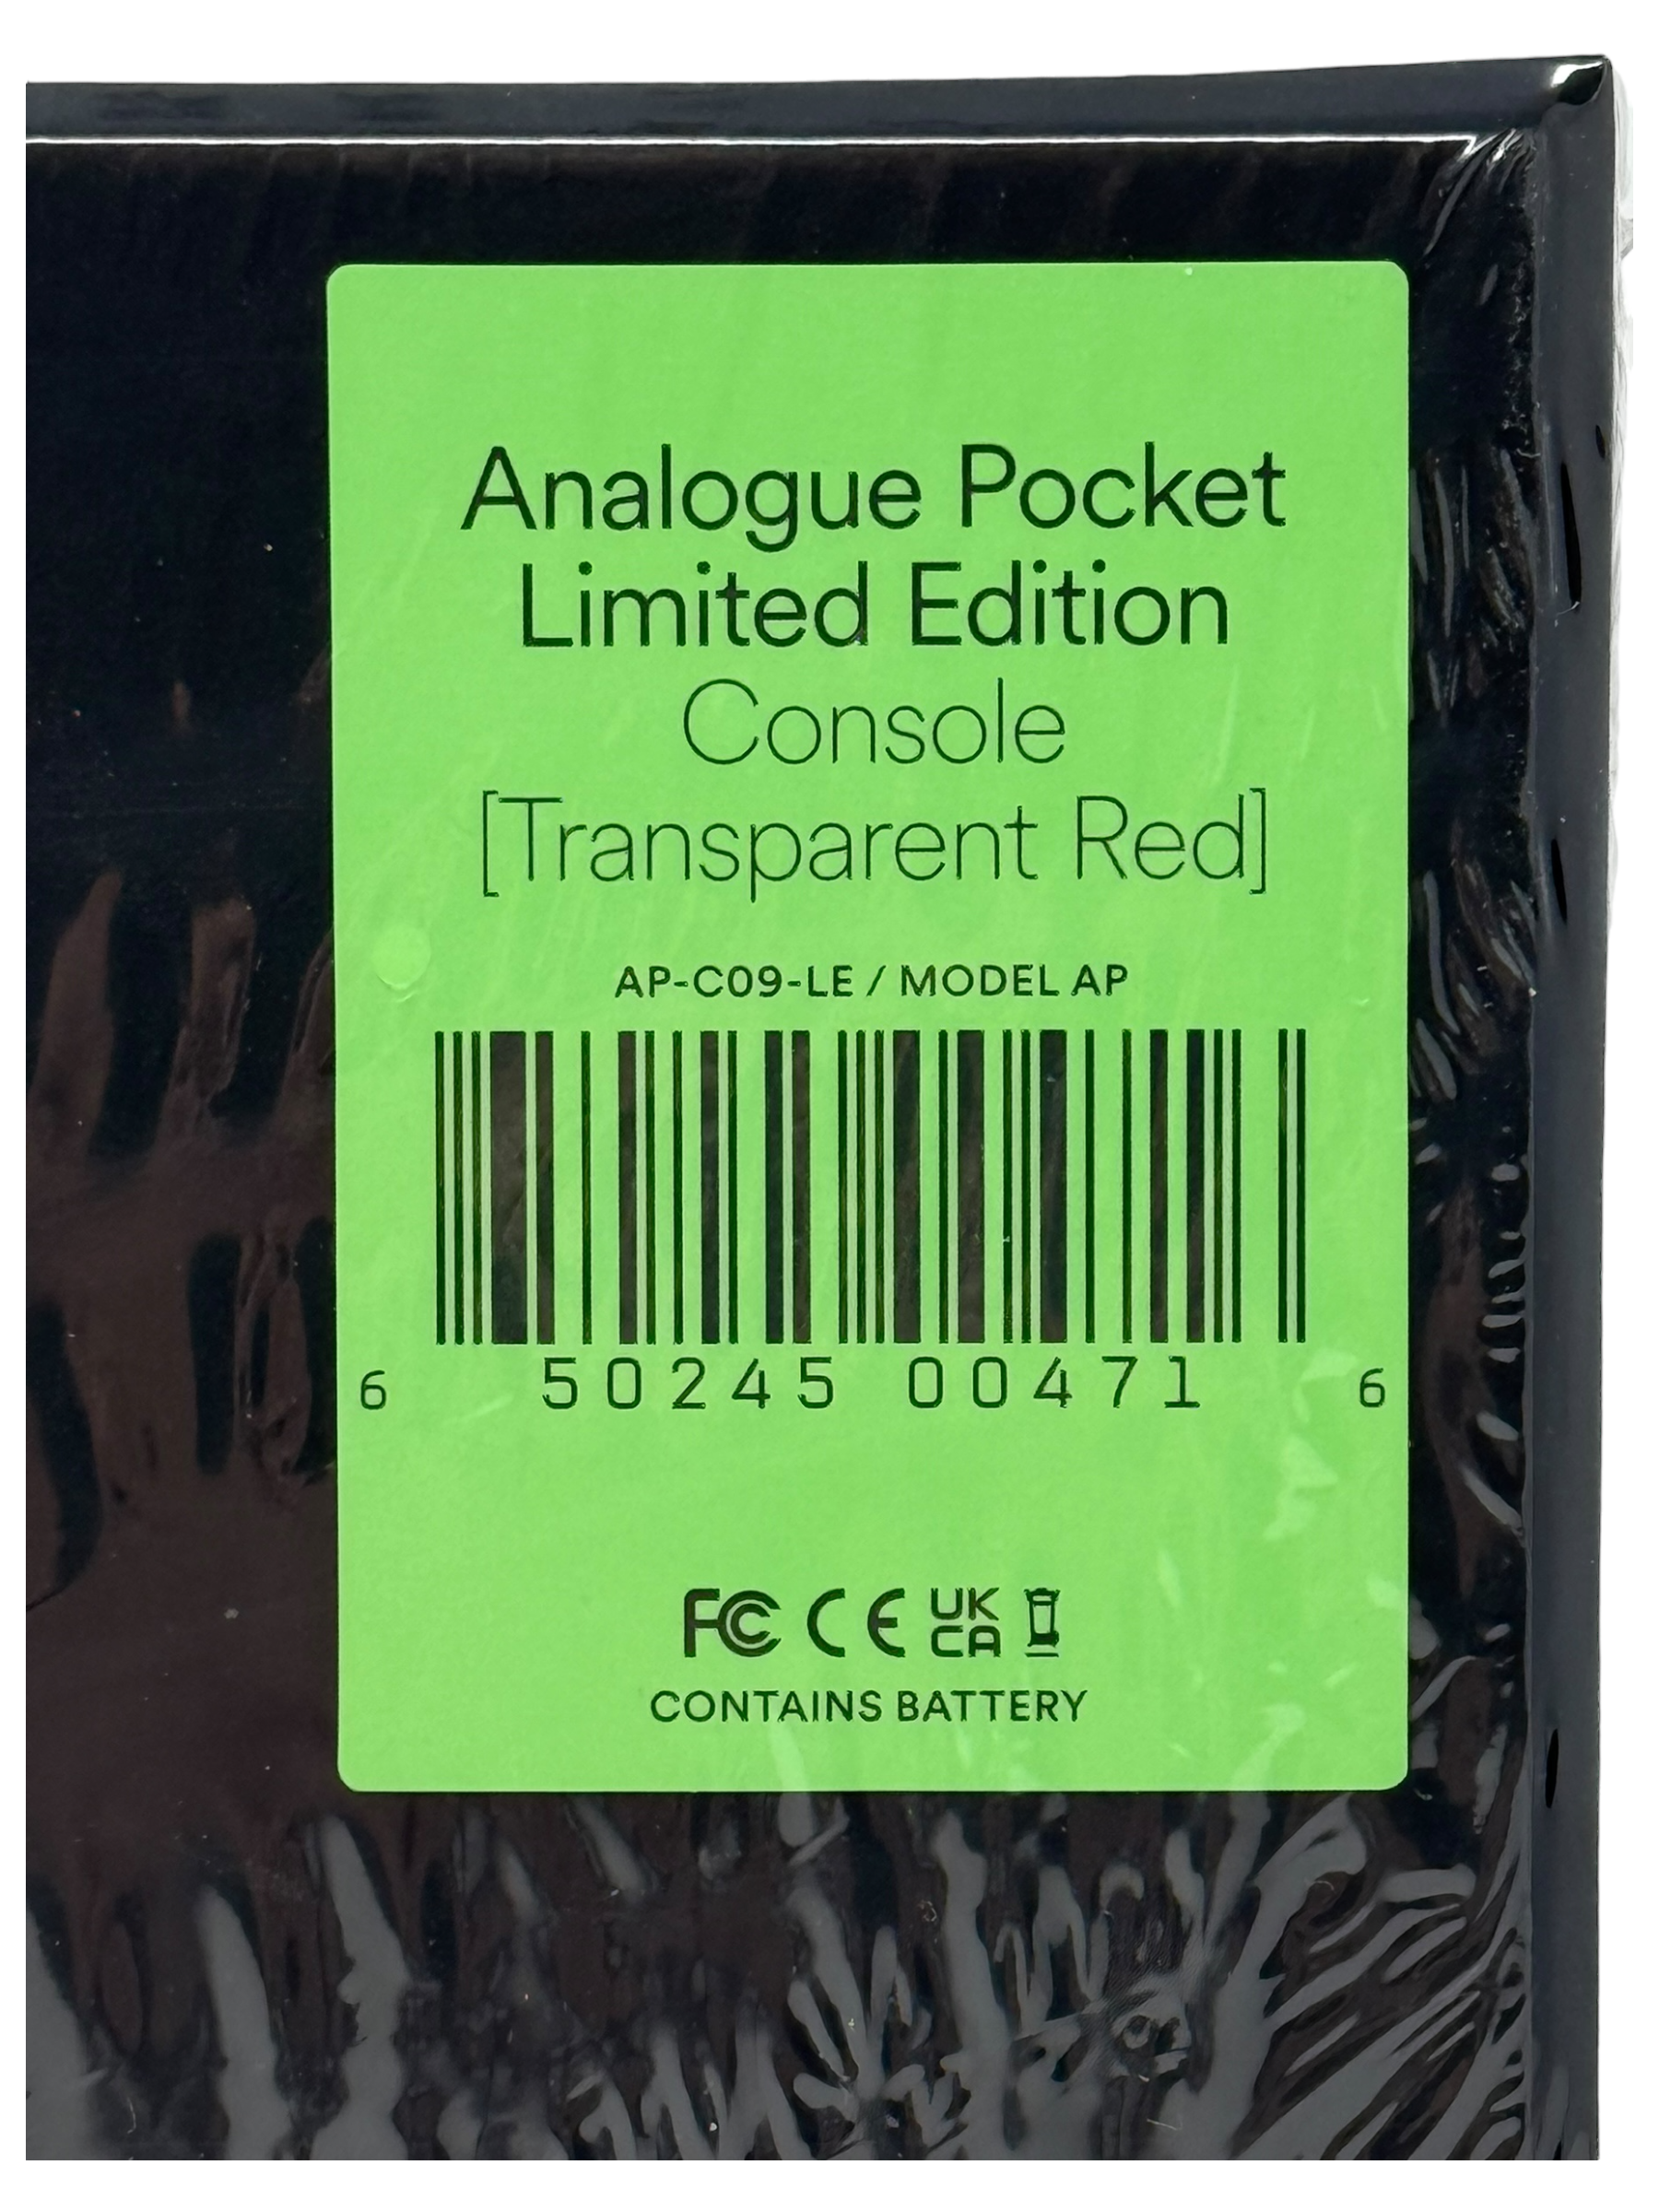 Analogue Pocket
Limited Edition
Console
[Transparent Red]
AP-C09-LE / MODEL AP
6 50245 00471 6
FC CE UK CA
CONTAINS BATTERY